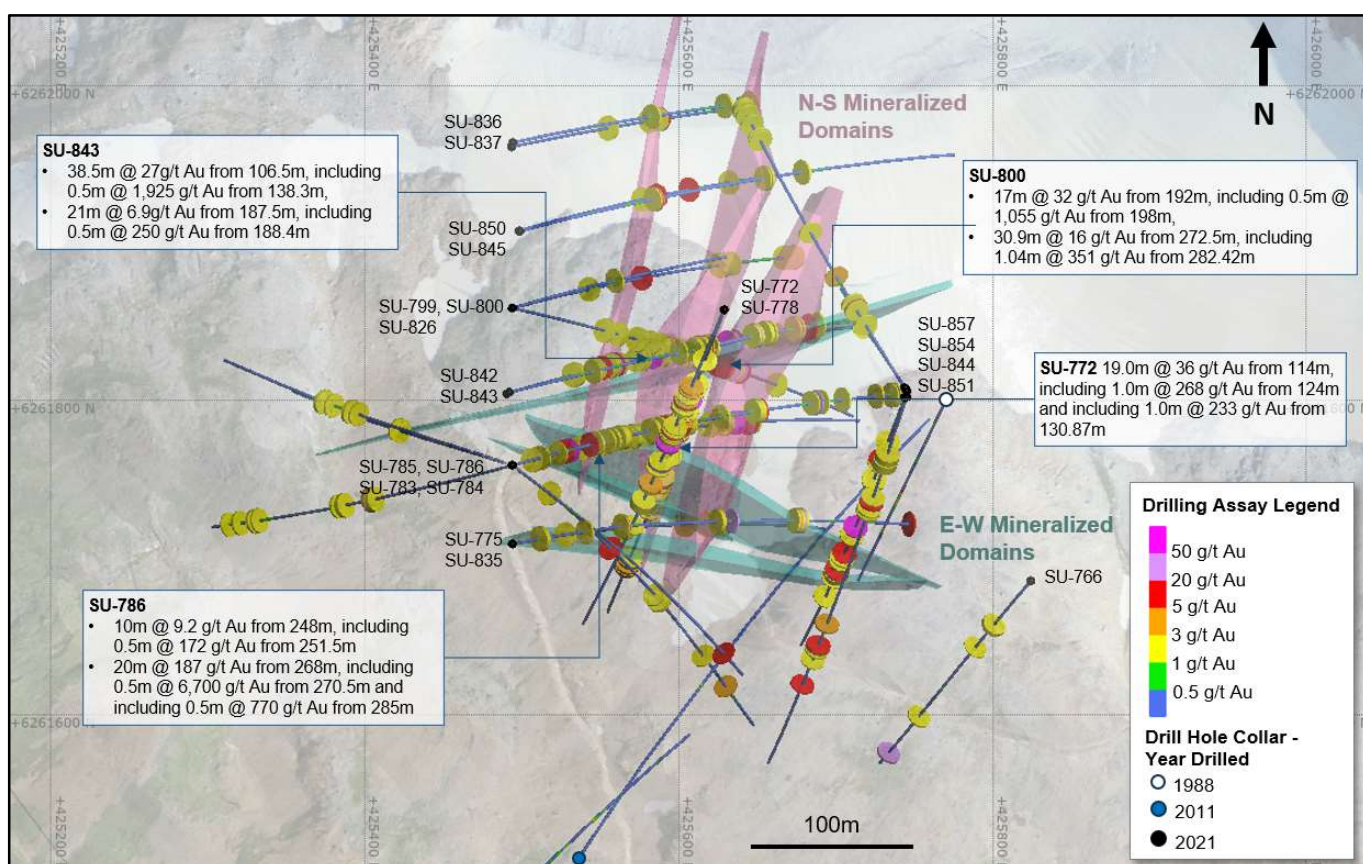 +425200 E
+425400 E
+425600 E
+425800 E
+426000 E
+6262000 N
+6262000 N
N
N-S Mineralized
Domains
SU-836
SU-837
SU-843
• 38.5m @ 27g/t Au from 106.5m, including
0.5m @ 1,925 g/t Au from 138.3m,
• 21m @ 6.9g/t Au from 187.5m, including
0.5m @ 250 g/t Au from 188.4m
SU-800
• 17m @ 32 g/t Au from 192m, including 0.5m @
1,055 g/t Au from 198m,
• 30.9m @ 16 g/t Au from 272.5m, including
1.04m @ 351 g/t Au from 282.42m
SU-850
SU-845
SU-799, SU-800
SU-826
SU-772
SU-778
SU-857
SU-854
SU-844
SU-851
SU-842
SU-843
+6261800 N
SU-772 19.0m @ 36 g/t Au from 114m,
including 1.0m @ 268 g/t Au from 124m
and including 1.0m @ 233 g/t Au from
130.87m
SU-785, SU-786
SU-783, SU-784
SU-775
SU-835
E-W Mineralized
Domains
SU-766
SU-786
• 10m @ 9.2 g/t Au from 248m, including
0.5m @ 172 g/t Au from 251.5m
• 20m @ 187 g/t Au from 268m, including
0.5m @ 6,700 g/t Au from 270.5m and
including 0.5m @ 770 g/t Au from 285m
+6261600 N
Drilling Assay Legend
50 g/t Au
20 g/t Au
5 g/t Au
3 g/t Au
1 g/t Au
0.5 g/t Au
Drill Hole Collar -
Year Drilled
1988
2011
2021
100m
+425200 E
+425400 E
+425600 E